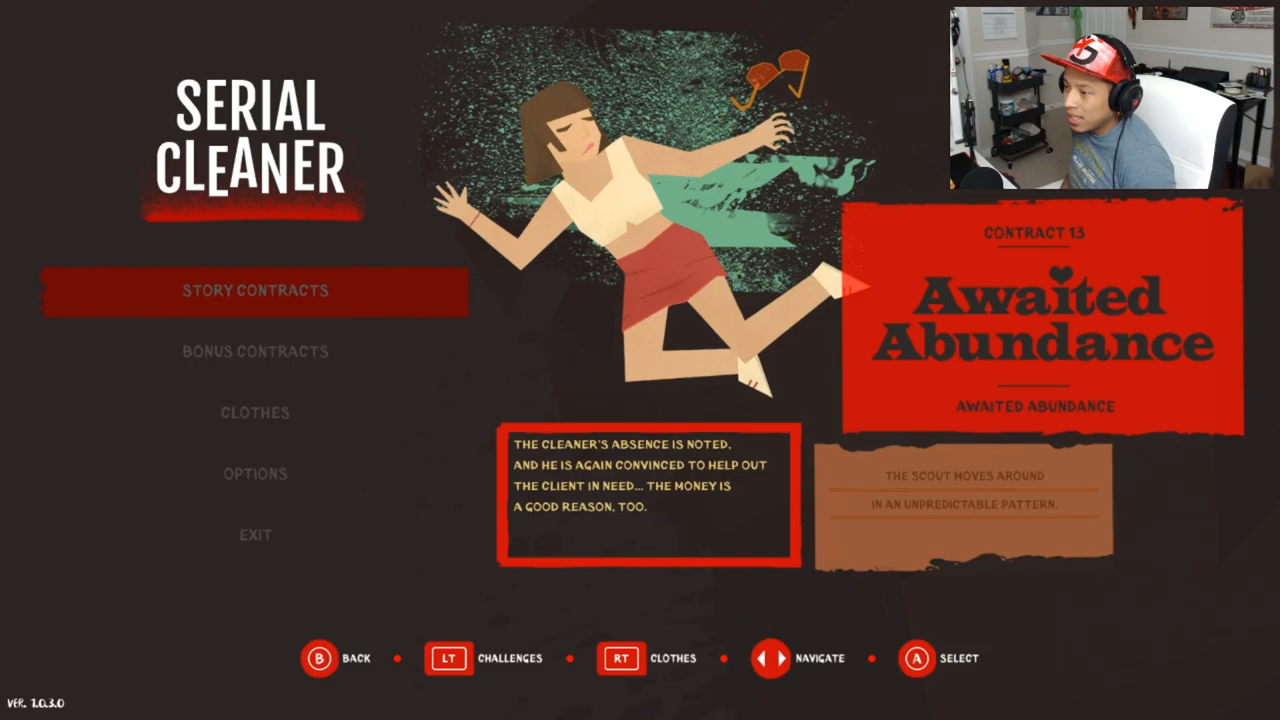 SERIAL
CLEANER
STORY CONTRACTS
BONUS CONTRACTS
CLOTHES
OPTIONS
EXIT
CONTRACT 13
Awaited
Abundance
AWAITED ABUNDANCE
THE CLEANER'S ABSENCE IS NOTED,
AND HE IS AGAIN CONVINCED TO HELP OUT
THE CLIENT IN NEED... THE MONEY IS
A GOOD REASON, TOO.
THE SCOUT MOVES AROUND
IN AN UNPREDICTABLE PATTERN.
B BACK LT CHALLENGES RT CLOTHES NAVIGATE A SELECT
VER. 1.0.3.0